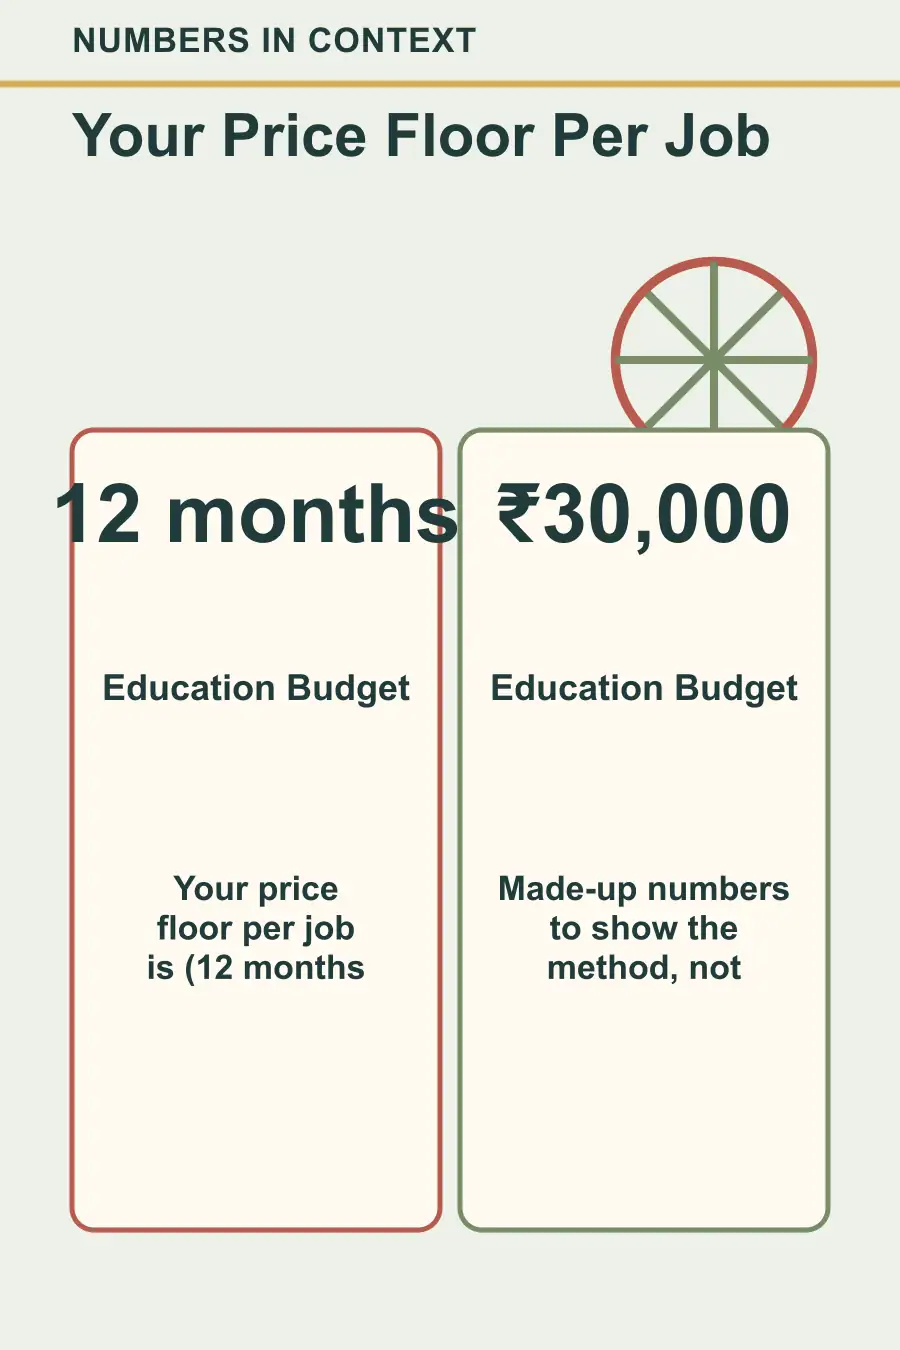 NUMBERS IN CONTEXT
Your Price Floor Per Job
12 months
Education Budget
Your price
floor per job
is (12 months
₹30,000
Education Budget
Made-up numbers
to show the
method, not